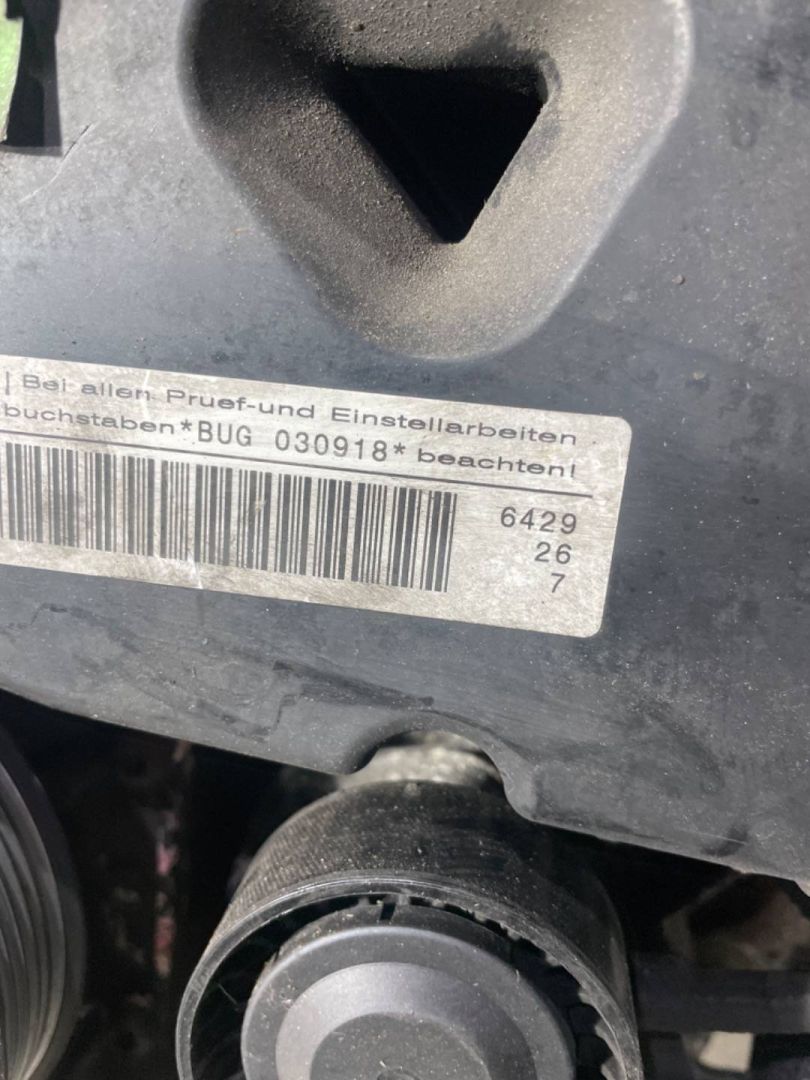 Bei allen Pruef-und Einstellarbeiten
buchstaben*BUG 030918* beachten!
6429
26
7